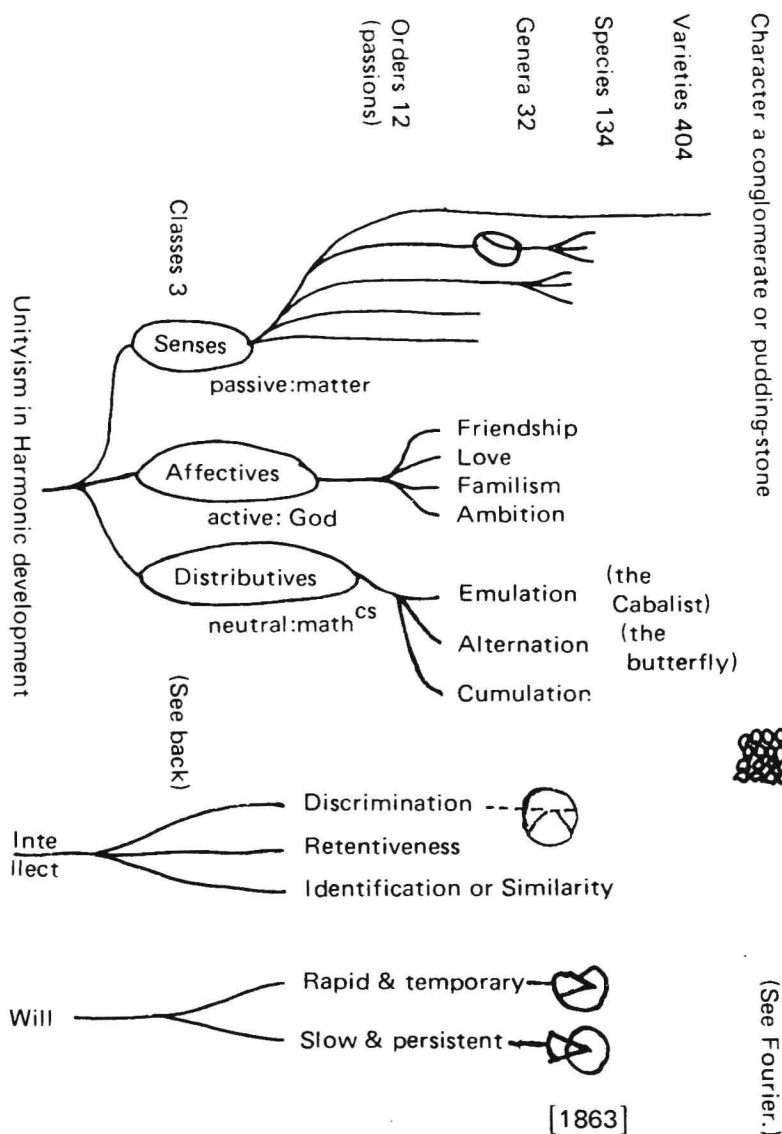 Character a conglomerate or pudding-stone
Varieties 404
Species 134
Genera 32
Orders 12
(passions)
Classes 3
Unityism in Harmonic development
Senses
passive:matter
Affectives
active: God
Friendship
Love
Familism
Ambition
Distributives
neutral:math^cs
Emulation (the
Cabalist)
Alternation (the
butterfly)
Cumulation
(See back)
Inte
llect
Discrimination
Retentiveness
Identification or Similarity
Will
Rapid & temporary
Slow & persistent
(See Fourier.)
[1863]